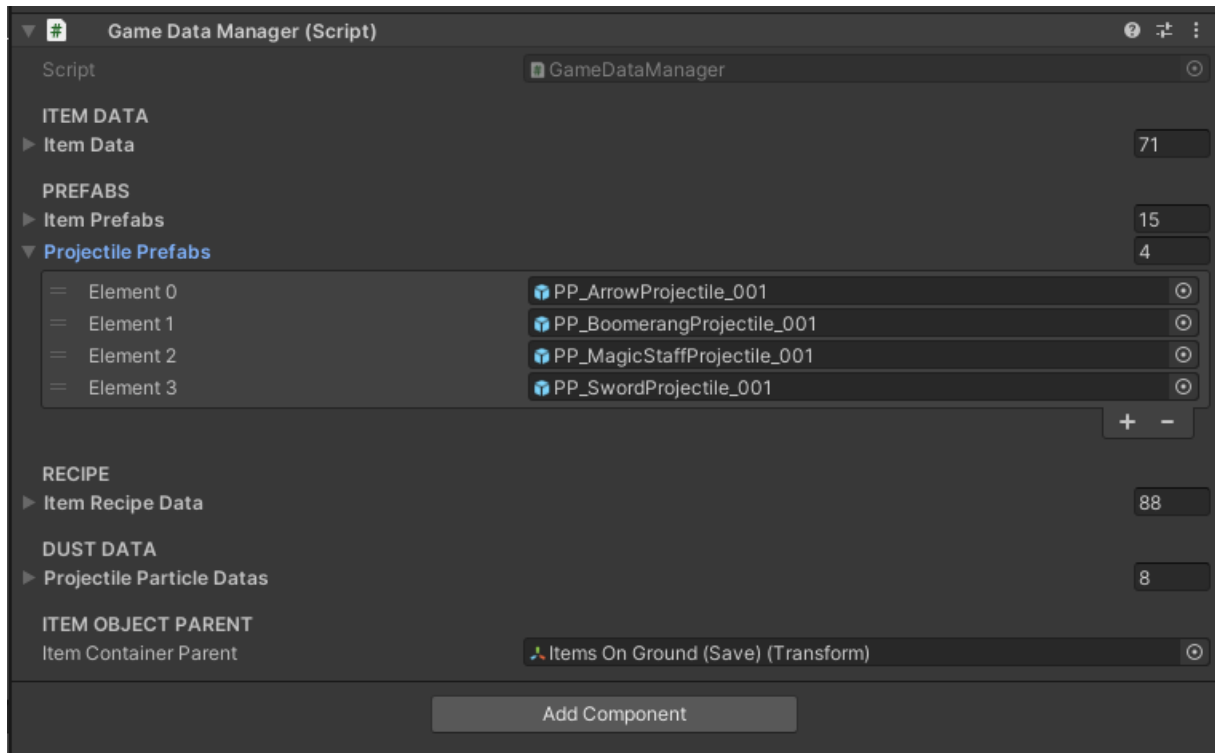 Game Data Manager (Script)
Script GameDataManager
ITEM DATA
Item Data 71
PREFABS
Item Prefabs 15
Projectile Prefabs 4
Element 0 PP_ArrowProjectile_001
Element 1 PP_BoomerangProjectile_001
Element 2 PP_MagicStaffProjectile_001
Element 3 PP_SwordProjectile_001
+ −
RECIPE
Item Recipe Data 88
DUST DATA
Projectile Particle Datas 8
ITEM OBJECT PARENT
Item Container Parent Items On Ground (Save) (Transform)
Add Component